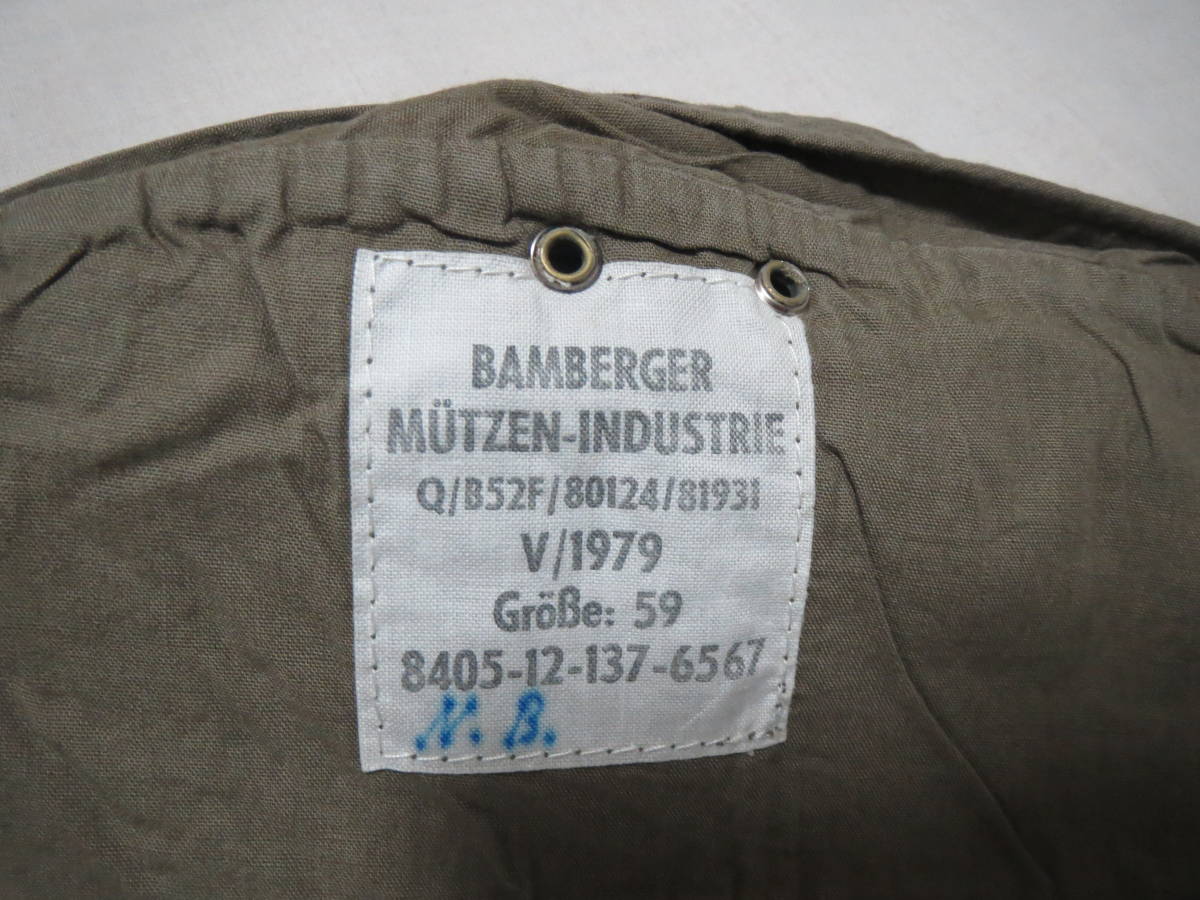 BAMBERGER
MÜTZEN-INDUSTRIE
Q/B52F/80124/81931
V/1979
Größe: 59
8405-12-137-6567
N. B.